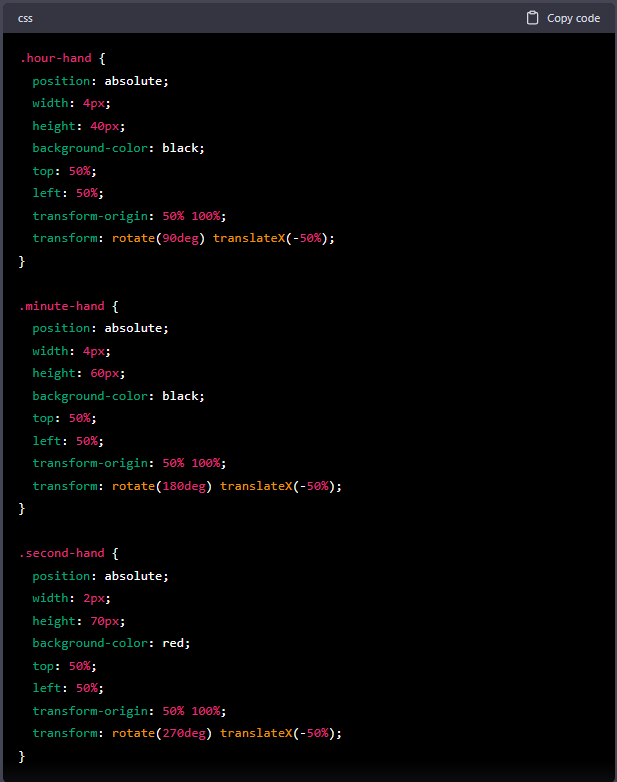 css
Copy code
.hour-hand {
  position: absolute;
  width: 4px;
  height: 40px;
  background-color: black;
  top: 50%;
  left: 50%;
  transform-origin: 50% 100%;
  transform: rotate(90deg) translateX(-50%);
}

.minute-hand {
  position: absolute;
  width: 4px;
  height: 60px;
  background-color: black;
  top: 50%;
  left: 50%;
  transform-origin: 50% 100%;
  transform: rotate(180deg) translateX(-50%);
}

.second-hand {
  position: absolute;
  width: 2px;
  height: 70px;
  background-color: red;
  top: 50%;
  left: 50%;
  transform-origin: 50% 100%;
  transform: rotate(270deg) translateX(-50%);
}